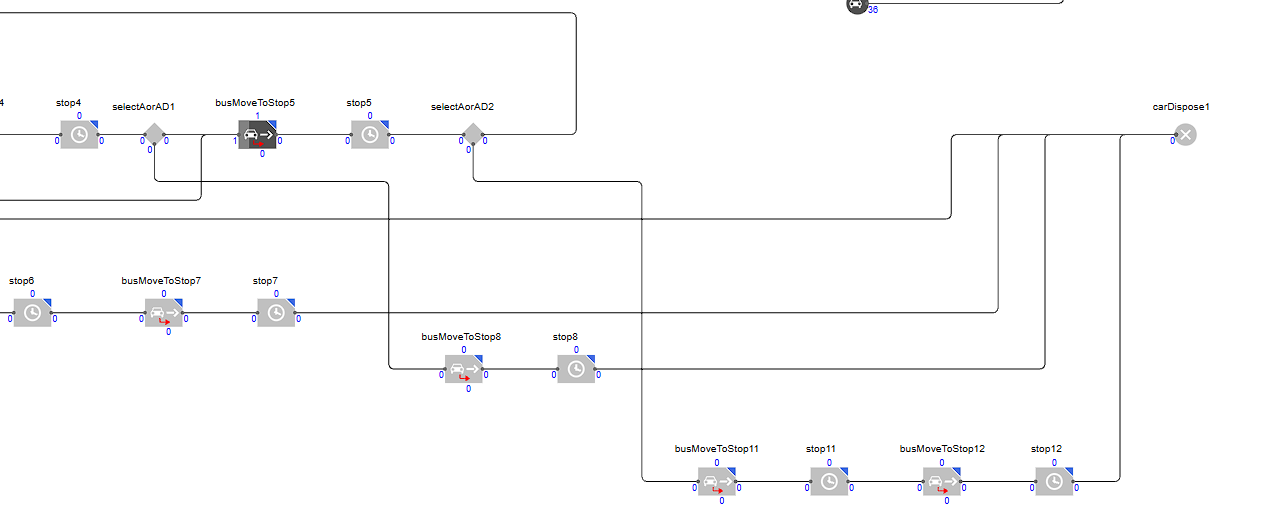 36
4 stop4 selectAorAD1 busMoveToStop5 stop5 selectAorAD2 carDispose1
0 1 0
0 0 0 0 1 0 0 0 0 0 0
0 0 0
stop6 busMoveToStop7 stop7
0 0 0
0 0 0 0 0 0
0
busMoveToStop8 stop8
0 0
0 0 0 0
0
busMoveToStop11 stop11 busMoveToStop12 stop12
0 0 0 0
0 0 0 0 0 0 0 0
0 0